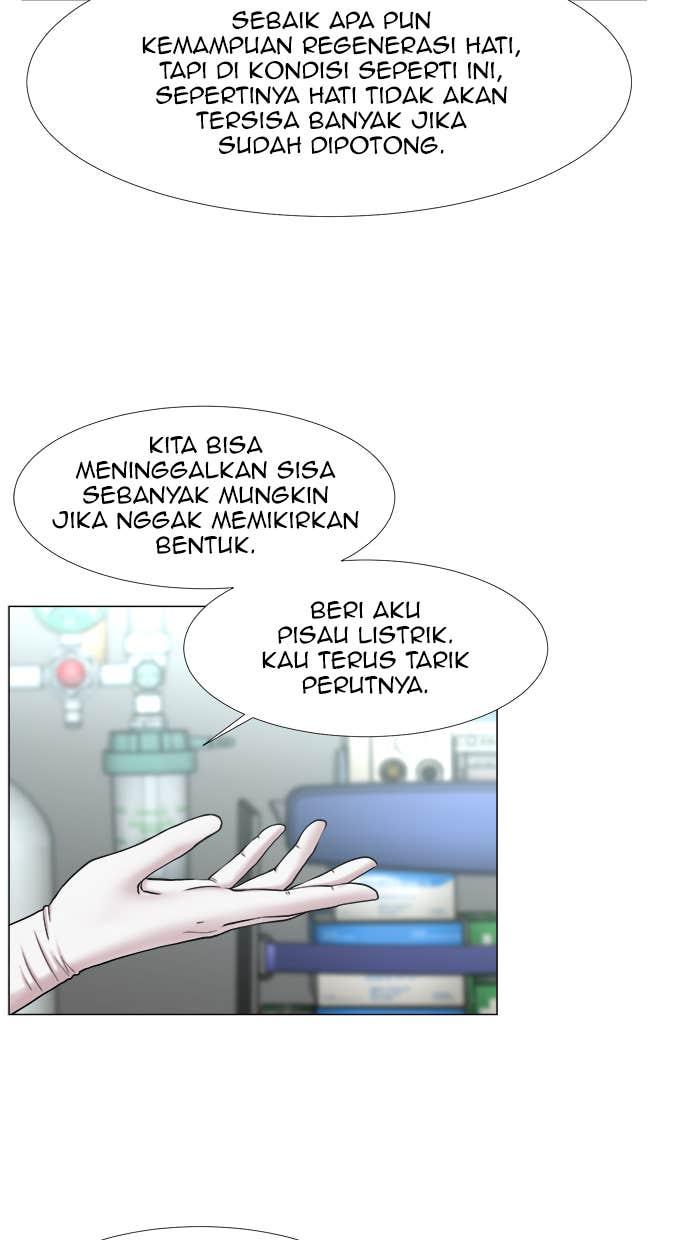 SEBAIK APA PUN
KEMAMPUAN REGENERASI HATI,
TAPI DI KONDISI SEPERTI INI,
SEPERTINYA HATI TIDAK AKAN
TERSISA BANYAK JIKA
SUDAH DIPOTONG.
KITA BISA
MENINGGALKAN SISA
SEBANYAK MUNGKIN
JIKA NGGAK MEMIKIRKAN
BENTUK.
BERI AKU
PISAU LISTRIK.
KAU TERUS TARIK
PERUTNYA.